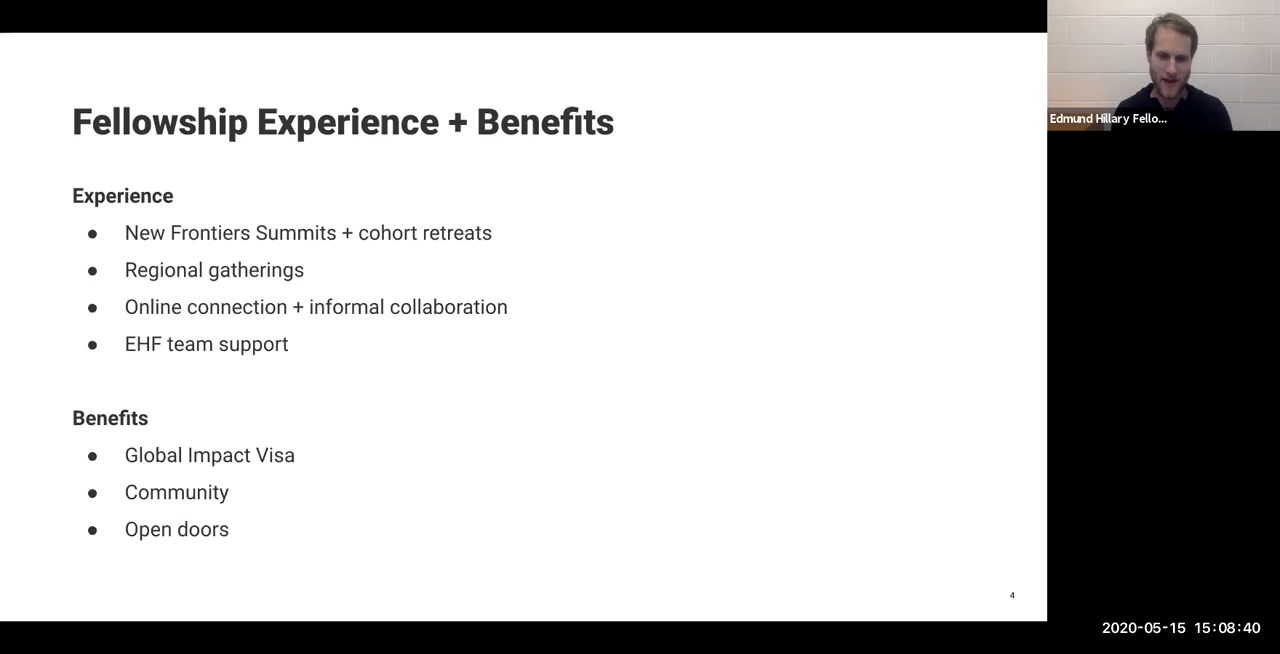 Fellowship Experience + Benefits
Experience
● New Frontiers Summits + cohort retreats
● Regional gatherings
● Online connection + informal collaboration
● EHF team support
Benefits
● Global Impact Visa
● Community
● Open doors
4
Edmund Hillary Fello...
2020-05-15 15:08:40